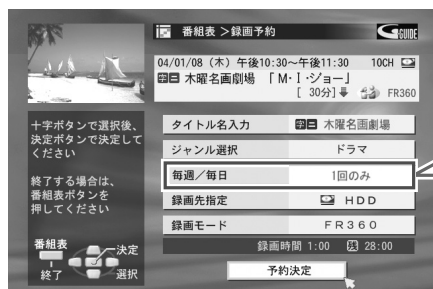 番組表 >録画予約
GGUIDE
04/01/08 (木) 午後10:30〜午後11:30 10CH
字二 木曜名画劇場 「M・I・ジョー」
[ 30分] FR360
十字ボタンで選択後、
決定ボタンで決定して
ください
終了する場合は、
番組表ボタンを
押してください
番組表
決定
終了
選択
タイトル名入力 字二 木曜名画劇場
ジャンル選択 ドラマ
毎週/毎日 1回のみ
録画先指定 HDD
録画モード FR360
録画時間 1:00 残 28:00
予約決定